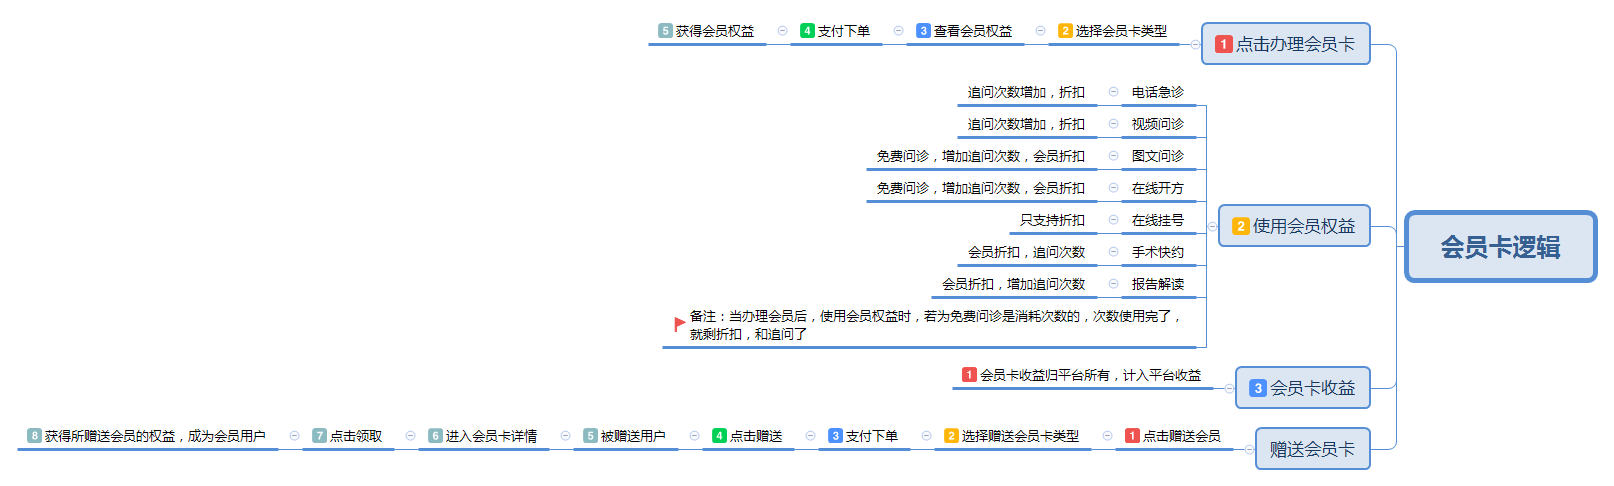 会员卡逻辑
1 点击办理会员卡
2 选择会员卡类型
3 查看会员权益
4 支付下单
5 获得会员权益
2 使用会员权益
电话急诊
追问次数增加，折扣
视频问诊
追问次数增加，折扣
图文问诊
免费问诊，增加追问次数，会员折扣
在线开方
免费问诊，增加追问次数，会员折扣
在线挂号
只支持折扣
手术快约
会员折扣，追问次数
报告解读
会员折扣，增加追问次数
备注：当办理会员后，使用会员权益时，若为免费问诊是消耗次数的，次数使用完了，
就剩折扣，和追问了
3 会员卡收益
1 会员卡收益归平台所有，计入平台收益
赠送会员卡
1 点击赠送会员
2 选择赠送会员卡类型
3 支付下单
4 点击赠送
5 被赠送用户
6 进入会员卡详情
7 点击领取
8 获得所赠送会员的权益，成为会员用户